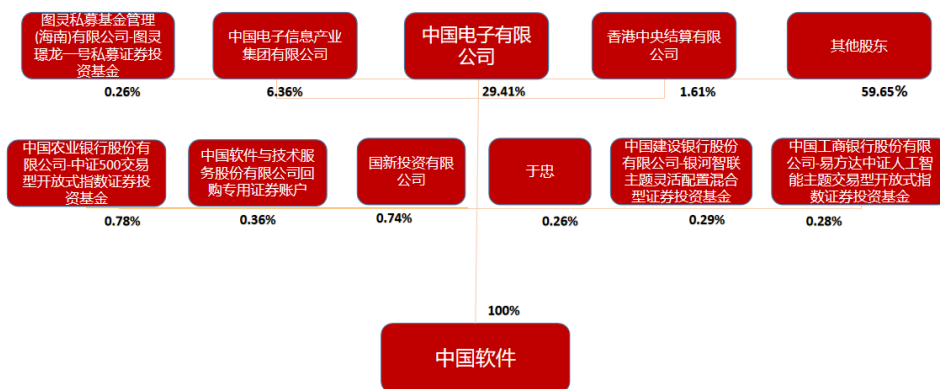 图灵私募基金管理
(海南)有限公司-图灵
璟龙一号私募证券投
资基金
中国电子信息产业
集团有限公司
中国电子有限
公司
香港中央结算有限公
司
其他股东
0.26%
6.36%
29.41%
1.61%
59.65%
中国农业银行股份有
限公司-中证500交易
型开放式指数证券投
资基金
中国软件与技术服
务股份有限公司回
购专用证券账户
国新投资有限公
司
于忠
中国建设银行股份
有限公司-银河智联
主题灵活配置混合
型证券投资基金
中国工商银行股份有限
公司-易方达中证人工智
能主题交易型开放式指
数证券投资基金
0.78%
0.36%
0.74%
0.26%
0.29%
0.28%
100%
中国软件